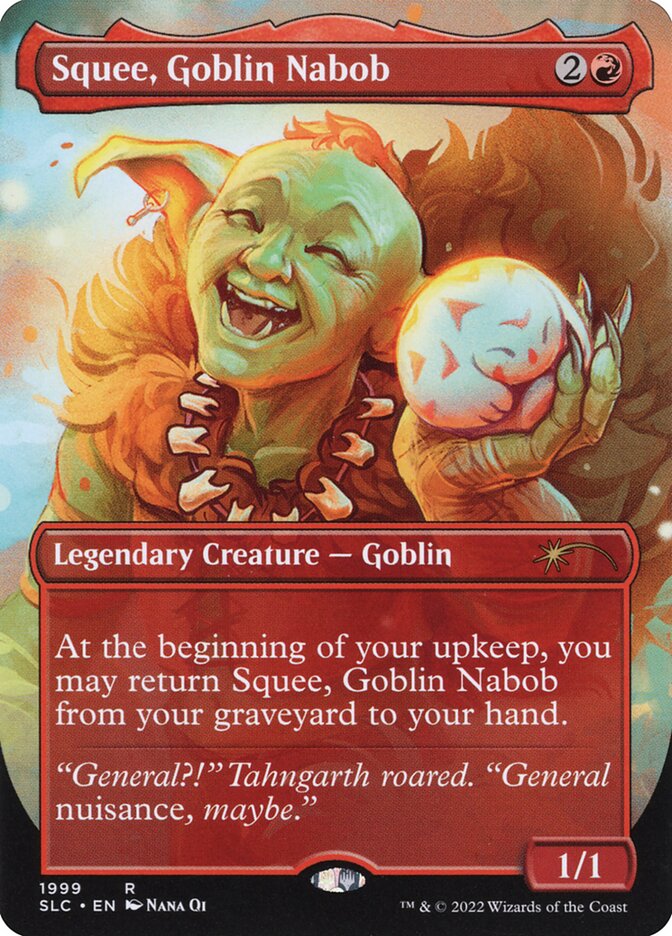 Squee, Goblin Nabob 2
Legendary Creature — Goblin
At the beginning of your upkeep, you
may return Squee, Goblin Nabob
from your graveyard to your hand.
“General?!” Tahngarth roared. “General
nuisance, maybe.”
1/1
1999 R
SLC • EN Nana Qi ™ & © 2022 Wizards of the Coast